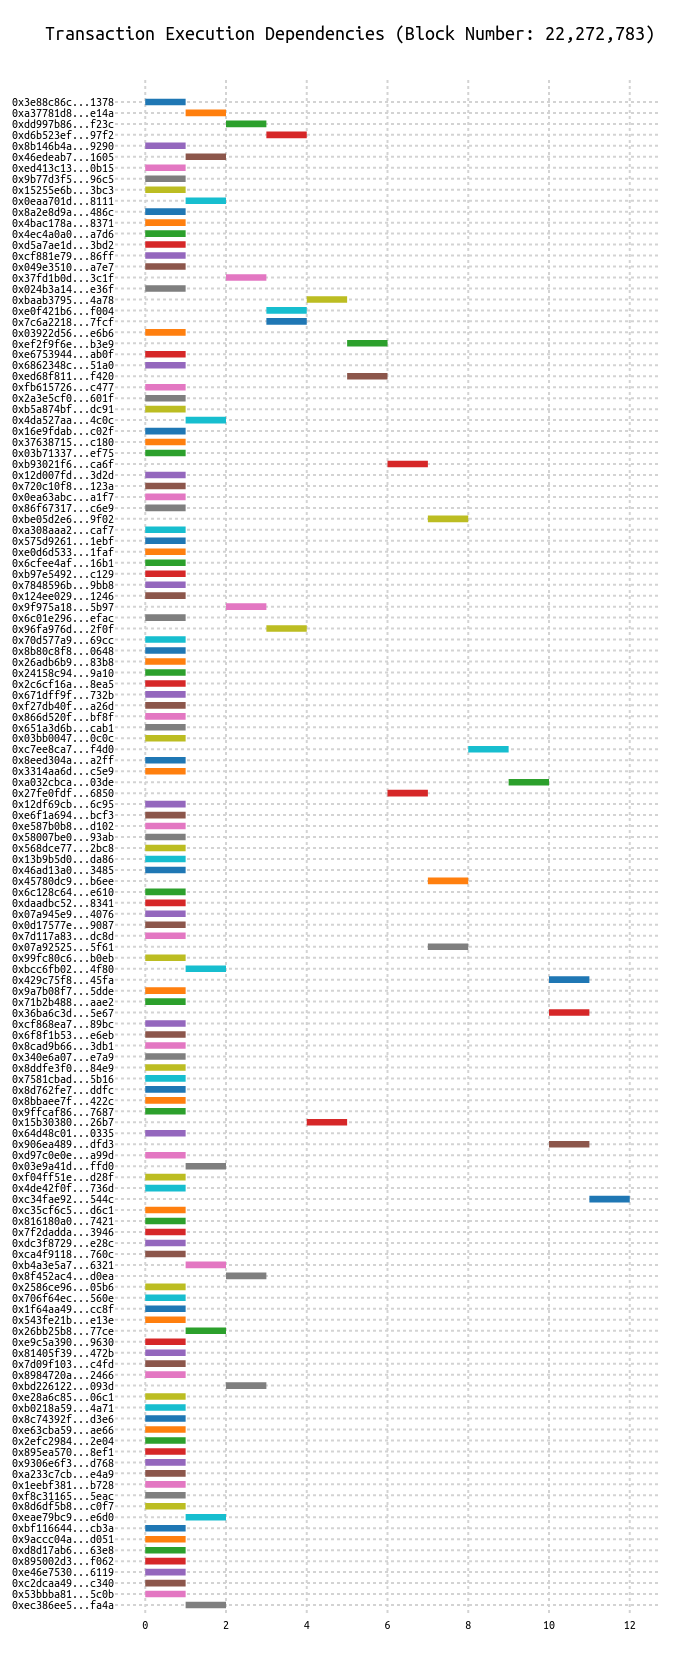 Transaction Execution Dependencies (Block Number: 22,272,783)
0x3e88c86c...1378
0xa37781d8...e14a
0xdd997b86...f23c
0xd6b523ef...97f2
0x8b146b4a...9290
0x46edeab7...1605
0xed413c13...0b15
0x9b77d3f5...96c5
0x15255e6b...3bc3
0x0eaa701d...8111
0x8a2e8d9a...486c
0x4bac178a...8371
0x4ec4a0a0...a7d6
0xd5a7ae1d...3bd2
0xcf881e79...86ff
0x049e3510...a7e7
0x37fd1b0d...3c1f
0x024b3a14...e36f
0xbaab3795...4a78
0xe0f421b6...f004
0x7c6a2218...7fcf
0x03922d56...e6b6
0xef2f9f6e...b3e9
0xe6753944...ab0f
0x6862348c...51a0
0xed68f811...f420
0xfb615726...c477
0x2a3e5cf0...601f
0xb5a874bf...dc91
0x4da527aa...4c0c
0x16e9fdab...c02f
0x37638715...c180
0x03b71337...ef75
0xb93021f6...ca6f
0x12d007fd...3d2d
0x720c10f8...123a
0x0ea63abc...a1f7
0x86f67317...c6e9
0xbe05d2e6...9f02
0xa308aaa2...caf7
0x575d9261...1ebf
0xe0d6d533...1faf
0x6cfee4af...16b1
0xb97e5492...c129
0x7848596b...9bb8
0x124ee029...1246
0x9f975a18...5b97
0x6c01e296...efac
0x96fa976d...2f0f
0x70d577a9...69cc
0x8b80c8f8...0648
0x26adb6b9...83b8
0x24158c94...9a10
0x2c6cf16a...8ea5
0x671dff9f...732b
0xf27db40f...a26d
0x866d520f...bf8f
0x651a3d6b...cab1
0x03bb0047...0c0c
0xc7ee8ca7...f4d0
0x8eed304a...a2ff
0x3314aa6d...c5e9
0xa032cbca...03de
0x27fe0fdf...6850
0x12df69cb...6c95
0xe6f1a694...bcf3
0xe587b0b8...d102
0x58007be0...93ab
0x568dce77...2bc8
0x13b9b5d0...da86
0x46ad13a0...3485
0x45780dc9...b6ee
0x6c128c64...e610
0xdaadbc52...8341
0x07a945e9...4076
0x0d17577e...9087
0x7d117a83...dc8d
0x07a92525...5f61
0x99fc80c6...b0eb
0xbcc6fb02...4f80
0x429c75f8...45fa
0x9a7b08f7...5dde
0x71b2b488...aae2
0x36ba6c3d...5e67
0xcf868ea7...89bc
0x6f8f1b53...e6eb
0x8cad9b66...3db1
0x340e6a07...e7a9
0x8ddfe3f0...84e9
0x7581cbad...5b16
0x8d762fe7...ddfc
0x8bbaee7f...422c
0x9ffcaf86...7687
0x15b30380...26b7
0x64d48c01...0335
0x906ea489...dfd3
0xd97c0e0e...a99d
0x03e9a41d...ffd0
0xf04ff51e...d28f
0x4de42f0f...736d
0xc34fae92...544c
0xc35cf6c5...d6c1
0x816180a0...7421
0x7f2dadda...3946
0xdc3f8729...e28c
0xca4f9118...760c
0xb4a3e5a7...6321
0x8f452ac4...d0ea
0x2586ce96...05b6
0x706f64ec...560e
0x1f64aa49...cc8f
0x543fe21b...e13e
0x26bb25b8...77ce
0xe9c5a390...9630
0x81405f39...472b
0x7d09f103...c4fd
0x8984720a...2466
0xbd226122...093d
0xe28a6c85...06c1
0xb0218a59...4a71
0x8c74392f...d3e6
0xe63cba59...ae66
0x2efc2984...2e04
0x895ea570...8ef1
0x9306e6f3...d768
0xa233c7cb...e4a9
0x1eebf381...b728
0xf8c31165...5eac
0x8d6df5b8...c0f7
0xeae79bc9...e6d0
0xbf116644...cb3a
0x9accc04a...d051
0xd8d17ab6...63e8
0x895002d3...f062
0xe46e7530...6119
0xc2dcaa49...c340
0x53bbba81...5c0b
0xec386ee5...fa4a
0 2 4 6 8 10 12